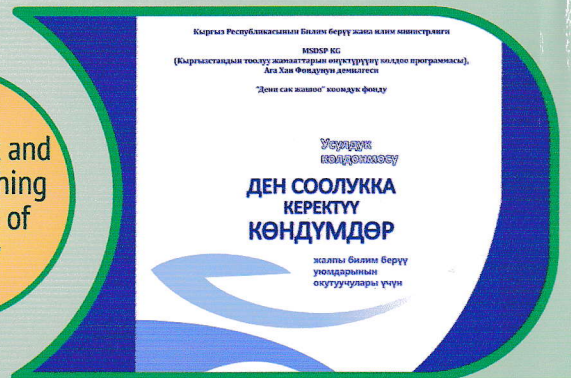 and
ning
of
Кыргыз Республикасынын Билим берүү жана илим министрлиги
MSDSP KG
(Кыргызстандын тоолуу жамааттарын өнүктүрүүнү колдоо программасы),
Ага Хан Фондунун демилгеси
"Дени сак жашоо" коомдук фонду
Усулдук
колдонмосу
ДЕН СООЛУККА
КЕРЕКТҮҮ
КӨНДҮМДӨР
жалпы билим берүү
уюмдарынын
окутуучулары үчүн